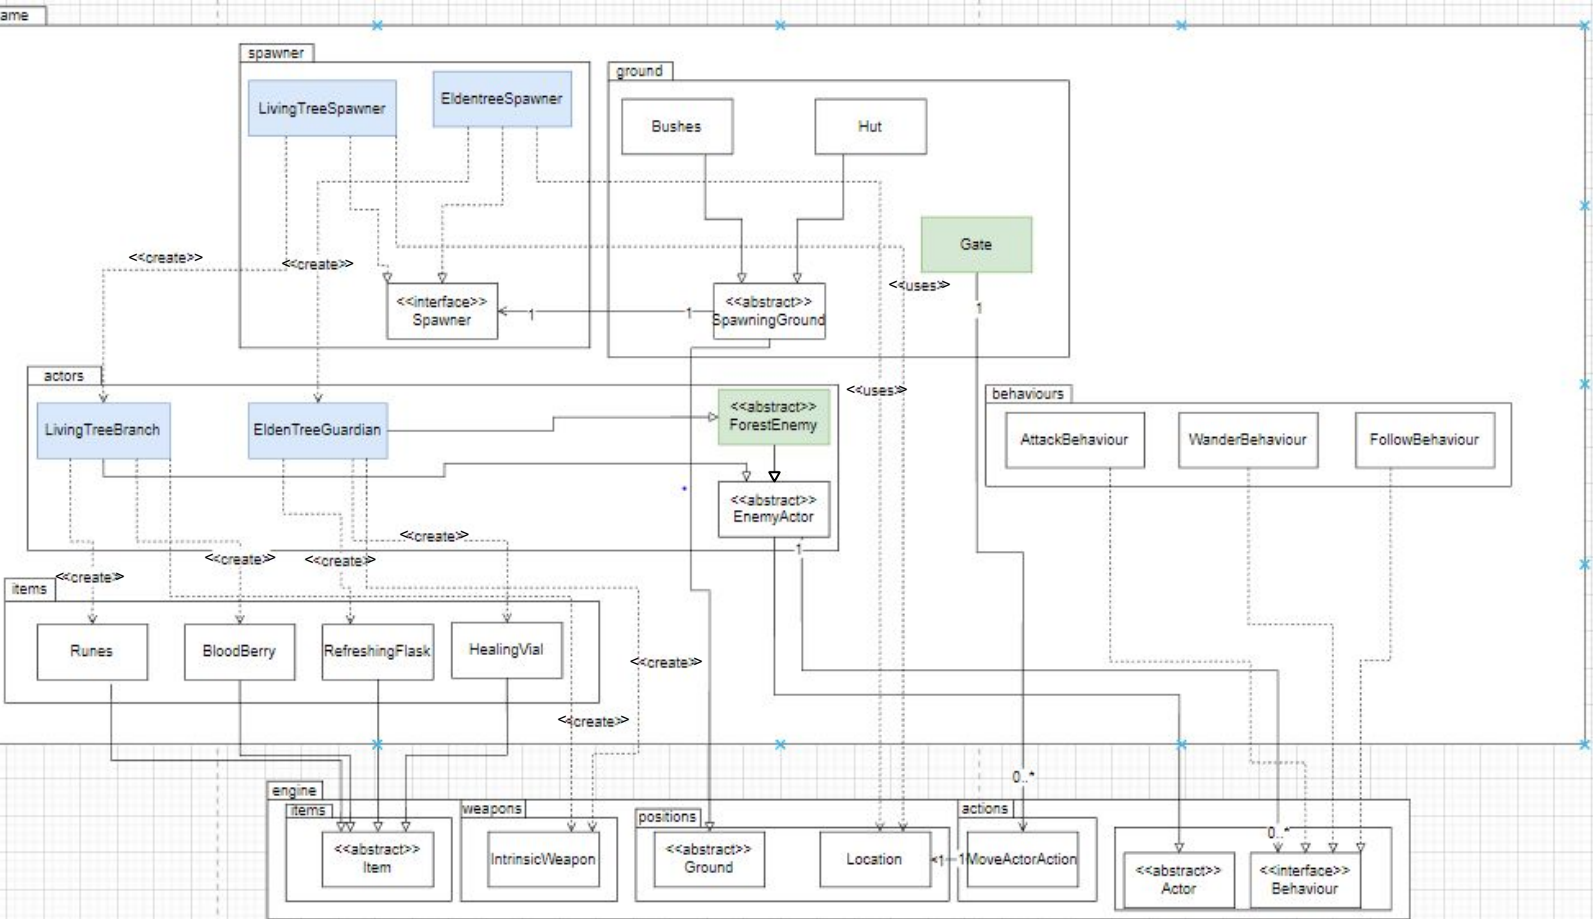 ame
spawner
ground
LivingTreeSpawner
EldentreeSpawner
Bushes
Hut
Gate
<<create>>
<<create>>
<<uses>>
<<interface>>
Spawner
1
1
<<abstract>>
SpawningGround
1
actors
<<uses>>
behaviours
LivingTreeBranch
EldenTreeGuardian
<<abstract>>
ForestEnemy
AttackBehaviour
WanderBehaviour
FollowBehaviour
<<abstract>>
EnemyActor
1
<<create>>
<<create>>
<<create>>
<<create>>
items
Runes
BloodBerry
RefreshingFlask
HealingVial
<<create>>
<<create>>
0..*
engine
items
weapons
positions
actions
0..*
<<abstract>>
Item
IntrinsicWeapon
<<abstract>>
Ground
Location
1
1
MoveActorAction
<<abstract>>
Actor
<<interface>>
Behaviour